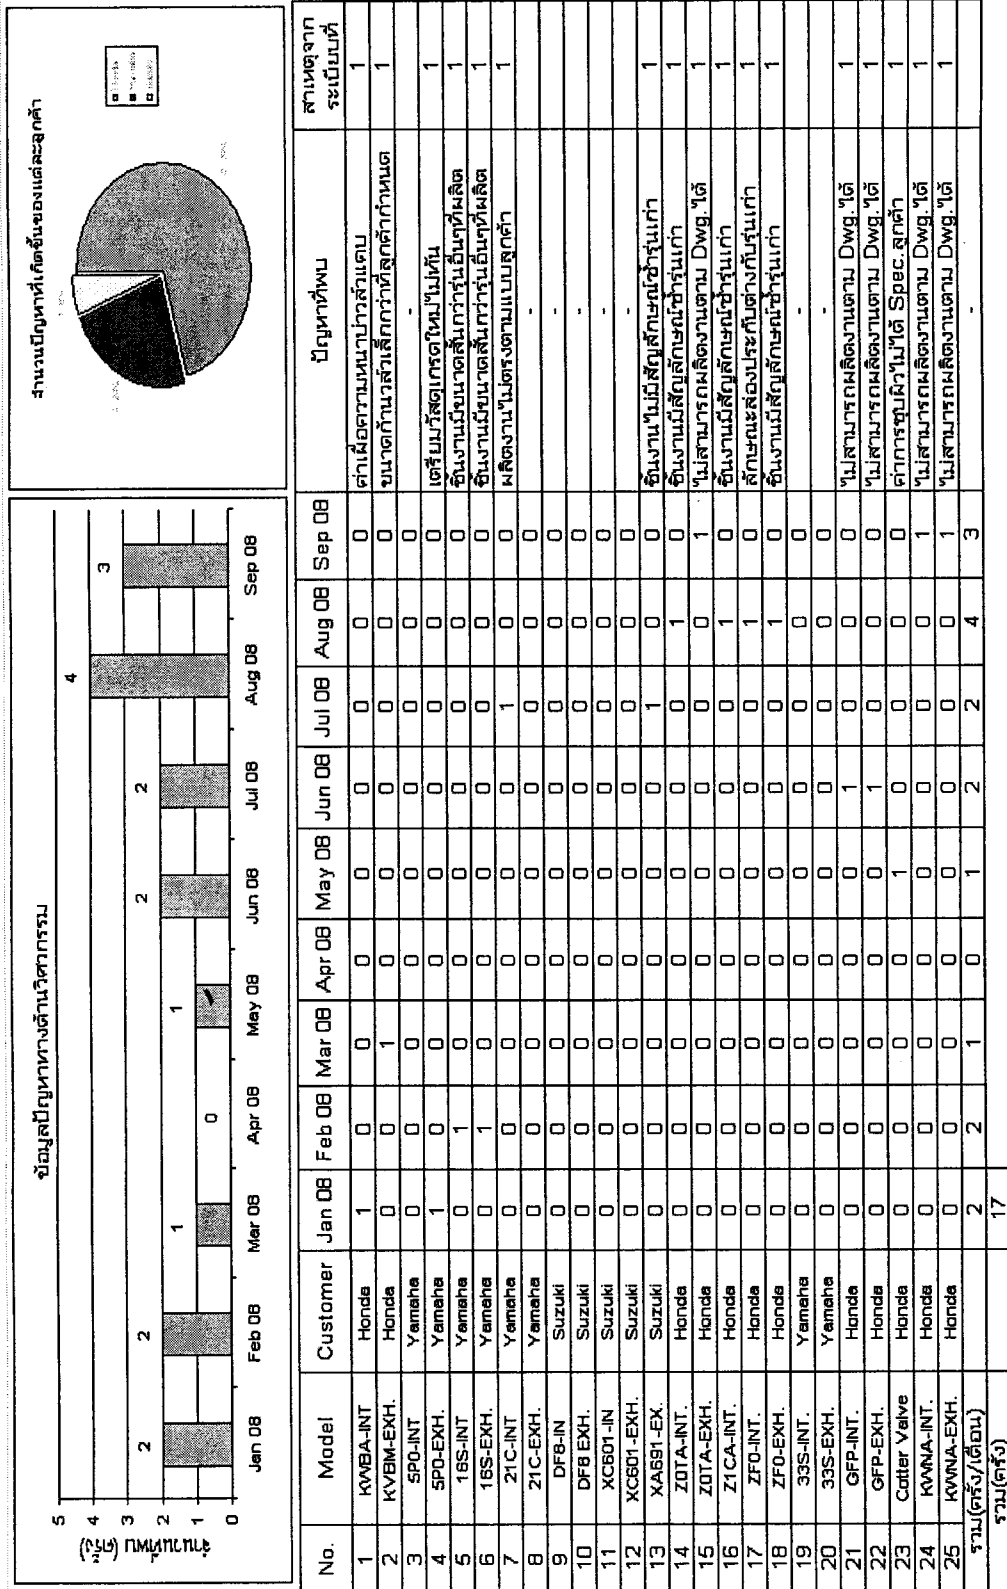 ข้อมูลปัญหาทางด้านวิศวกรรม
จำนวนที่พบ (ครั้ง)
5
4
3
2
1
0
2 2 1 0 1 2 2 4 3
Jan 08 Feb 08 Mar 08 Apr 08 May 08 Jun 08 Jul 08 Aug 08 Sep 08
จำนวนปัญหาที่เกิดขึ้นของแต่ละลูกค้า
No. Model Customer Jan 08 Feb 08 Mar 08 Apr 08 May 08 Jun 08 Jul 08 Aug 08 Sep 08 ปัญหาที่พบ สาเหตุจากระเบียบที่
1 KWBA-INT Honda 1 0 0 0 0 0 0 0 0 ค่าเผื่อความหนาบ่าวาล์วแคบ 1
2 KVBM-EXH. Honda 0 0 1 0 0 0 0 0 0 ขนาดก้านวาล์วเล็กกว่าที่ลูกค้ากำหนด 1
3 5P0-INT Yamaha 0 0 0 0 0 0 0 0 0 -
4 5P0-EXH. Yamaha 1 0 0 0 0 0 0 0 0 เตรียมวัสดุเกรดใหม่ไม่ทัน 1
5 16S-INT Yamaha 0 1 0 0 0 0 0 0 0 ชิ้นงานมีขนาดสั้นกว่ารุ่นอื่นๆที่ผลิต 1
6 16S-EXH. Yamaha 0 1 0 0 0 0 0 0 0 ชิ้นงานมีขนาดสั้นกว่ารุ่นอื่นๆที่ผลิต 1
7 21C-INT Yamaha 0 0 0 0 0 0 1 0 0 ผลิตงานไม่ตรงตามแบบลูกค้า 1
8 21C-EXH. Yamaha 0 0 0 0 0 0 0 0 0 -
9 DF8-IN Suzuki 0 0 0 0 0 0 0 0 0 -
10 DF8 EXH. Suzuki 0 0 0 0 0 0 0 0 0 -
11 XC601-IN Suzuki 0 0 0 0 0 0 0 0 0 -
12 XC601-EXH. Suzuki 0 0 0 0 0 0 0 0 0 -
13 XA691-EX. Suzuki 0 0 0 0 0 0 1 0 0 ชิ้นงานไม่มีสัญลักษณ์ซ้ำรุ่นเก่า 1
14 Z0TA-INT. Honda 0 0 0 0 0 0 0 1 0 ชิ้นงานมีสัญลักษณ์ซ้ำรุ่นเก่า 1
15 Z0TA-EXH. Honda 0 0 0 0 0 0 0 0 1 ไม่สามารถผลิตงานตาม Dwg.ได้ 1
16 Z1CA-INT. Honda 0 0 0 0 0 0 0 1 0 ชิ้นงานมีสัญลักษณ์ซ้ำรุ่นเก่า 1
17 ZF0-INT. Honda 0 0 0 0 0 0 0 1 0 ลักษณะล่องประกับต่างกับรุ่นเก่า 1
18 ZF0-EXH. Honda 0 0 0 0 0 0 0 1 0 ชิ้นงานมีสัญลักษณ์ซ้ำรุ่นเก่า 1
19 33S-INT. Yamaha 0 0 0 0 0 0 0 0 0 -
20 33S-EXH. Yamaha 0 0 0 0 0 0 0 0 0 -
21 GFP-INT. Honda 0 0 0 0 0 1 0 0 0 ไม่สามารถผลิตงานตาม Dwg.ได้ 1
22 GFP-EXH. Honda 0 0 0 0 0 1 0 0 0 ไม่สามารถผลิตงานตาม Dwg.ได้ 1
23 Cotter Valve Honda 0 0 0 0 1 0 0 0 0 ค่าการชุบผิวไม่ได้ Spec.ลูกค้า 1
24 KWNA-INT. Honda 0 0 0 0 0 0 0 0 1 ไม่สามารถผลิตงานตาม Dwg.ได้ 1
25 KWNA-EXH. Honda 0 0 0 0 0 0 0 0 1 ไม่สามารถผลิตงานตาม Dwg.ได้ 1
รวม(ครั้ง/เดือน) 2 2 1 0 1 2 2 4 3 -
รวม(ครั้ง) 17